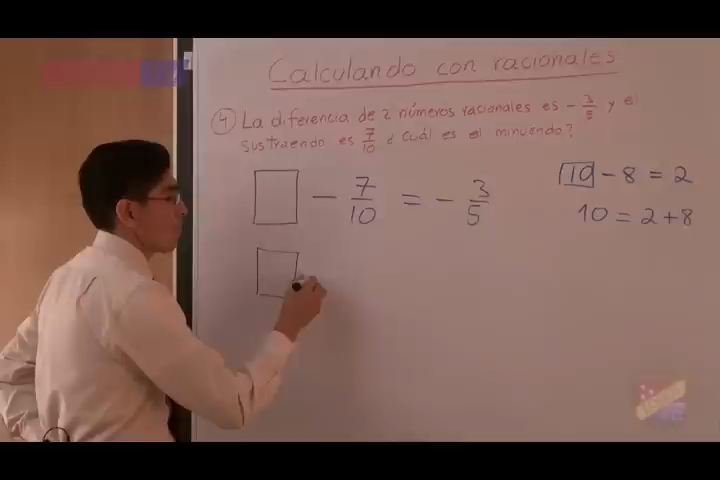 Calculando con racionales
④ La diferencia de 2 números racionales es - 3/5 y el
sustraendo es 7/10 ¿ cuál es el minuendo?
□ - 7/10 = - 3/5
10 - 8 = 2
10 = 2 + 8